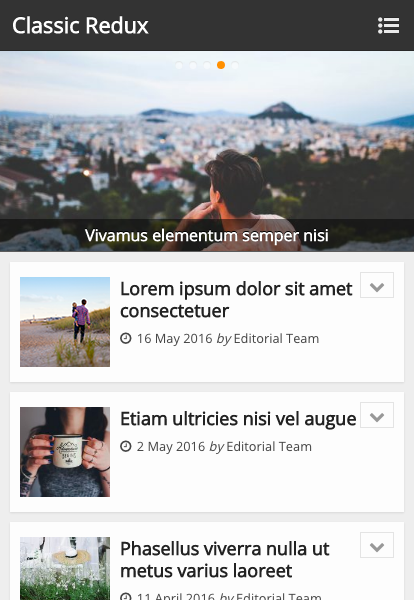 Classic Redux
Vivamus elementum semper nisi
Lorem ipsum dolor sit amet
consectetuer
16 May 2016 by Editorial Team
Etiam ultricies nisi vel augue
2 May 2016 by Editorial Team
Phasellus viverra nulla ut
metus varius laoreet
11 April 2016 by Editorial Team